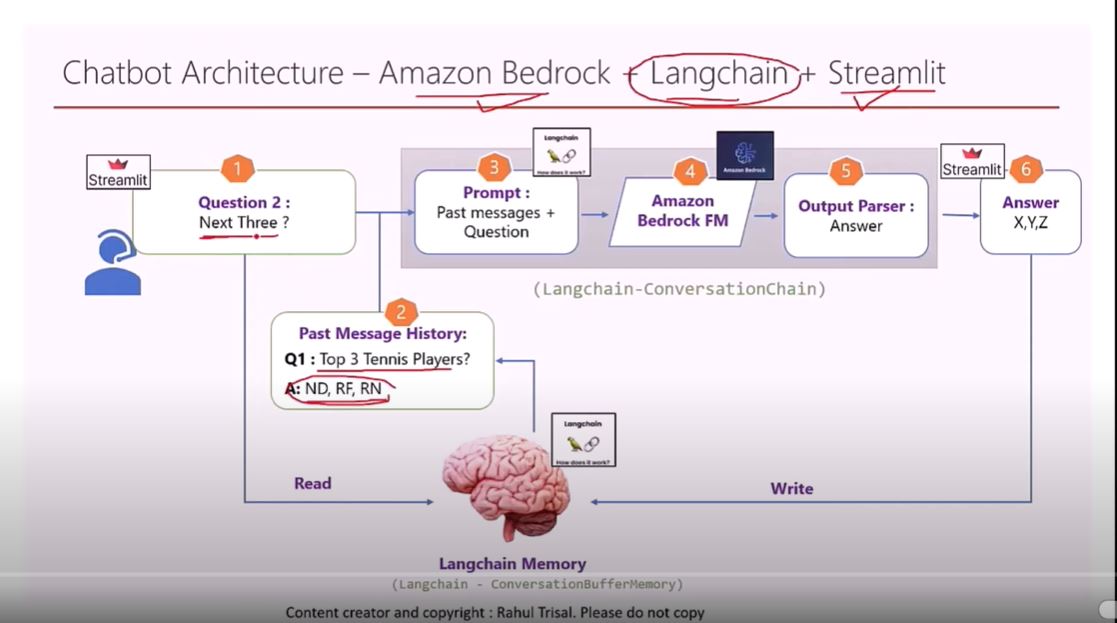 Chatbot Architecture – Amazon Bedrock + Langchain + Streamlit
Streamlit
1
Question 2 :
Next Three ?
Langchain
How does it work?
3
Prompt :
Past messages +
Question
Amazon Bedrock
4
Amazon
Bedrock FM
5
Output Parser :
Answer
Streamlit
6
Answer
X,Y,Z
(Langchain-ConversationChain)
2
Past Message History:
Q1 : Top 3 Tennis Players?
A: ND, RF, RN
Langchain
How does it work?
Read
Write
Langchain Memory
(Langchain - ConversationBufferMemory)
Content creator and copyright : Rahul Trisal. Please do not copy